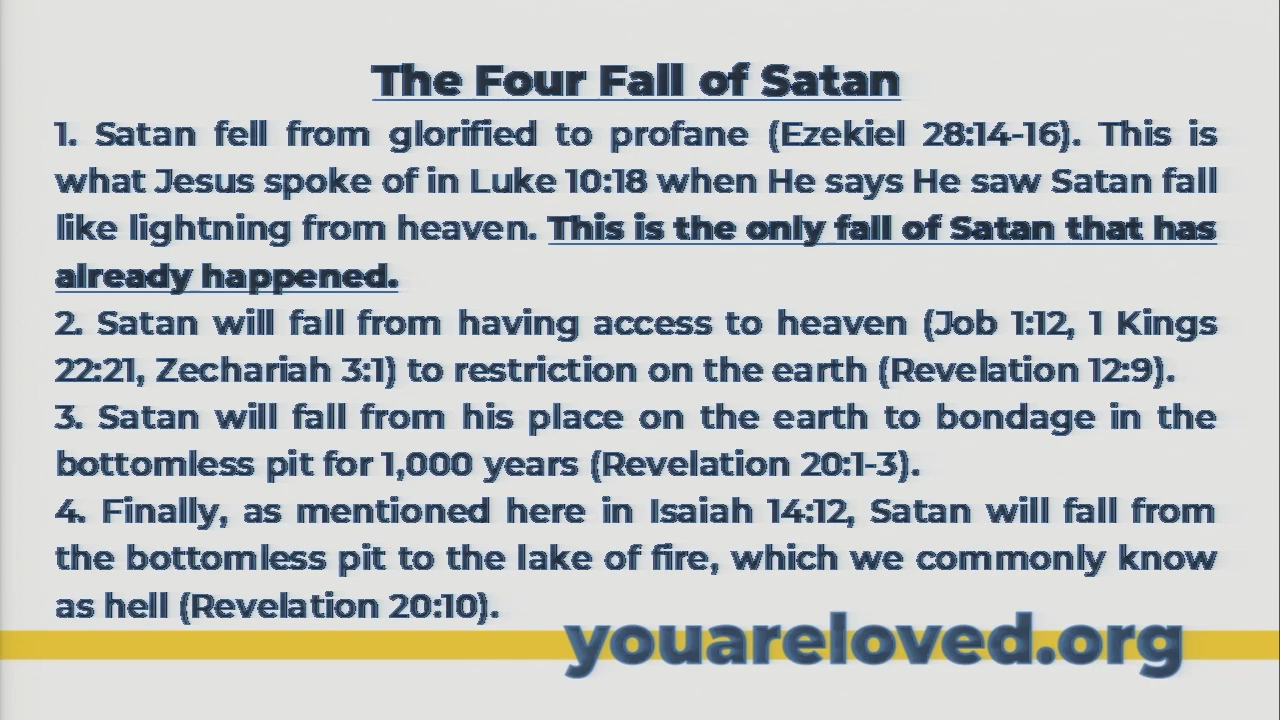 The Four Fall of Satan
1. Satan fell from glorified to profane (Ezekiel 28:14-16). This is
what Jesus spoke of in Luke 10:18 when He says He saw Satan fall
like lightning from heaven. This is the only fall of Satan that has
already happened.
2. Satan will fall from having access to heaven (Job 1:12, 1 Kings
22:21, Zechariah 3:1) to restriction on the earth (Revelation 12:9).
3. Satan will fall from his place on the earth to bondage in the
bottomless pit for 1,000 years (Revelation 20:1-3).
4. Finally, as mentioned here in Isaiah 14:12, Satan will fall from
the bottomless pit to the lake of fire, which we commonly know
as hell (Revelation 20:10).
youareloved.org